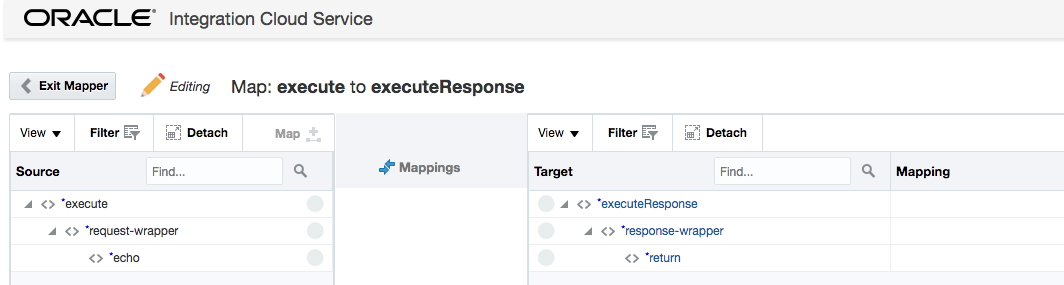 ORACLE® Integration Cloud Service
Exit Mapper Editing Map: execute to executeResponse
View Filter Detach Map View Filter Detach
Source Find... Mappings Target Find... Mapping
*execute *executeResponse
*request-wrapper *response-wrapper
*echo *return